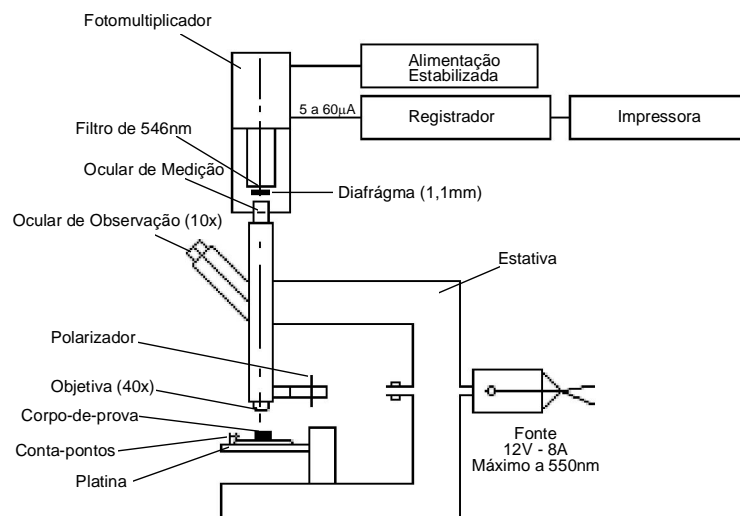 Fotomultiplicador
Alimentação
Estabilizada
5 a 60µA
Registrador
Impressora
Filtro de 546nm
Ocular de Medição
Diafrágma (1,1mm)
Ocular de Observação (10x)
Estativa
Polarizador
Objetiva (40x)
Corpo-de-prova
Conta-pontos
Platina
Fonte
12V - 8A
Máximo a 550nm